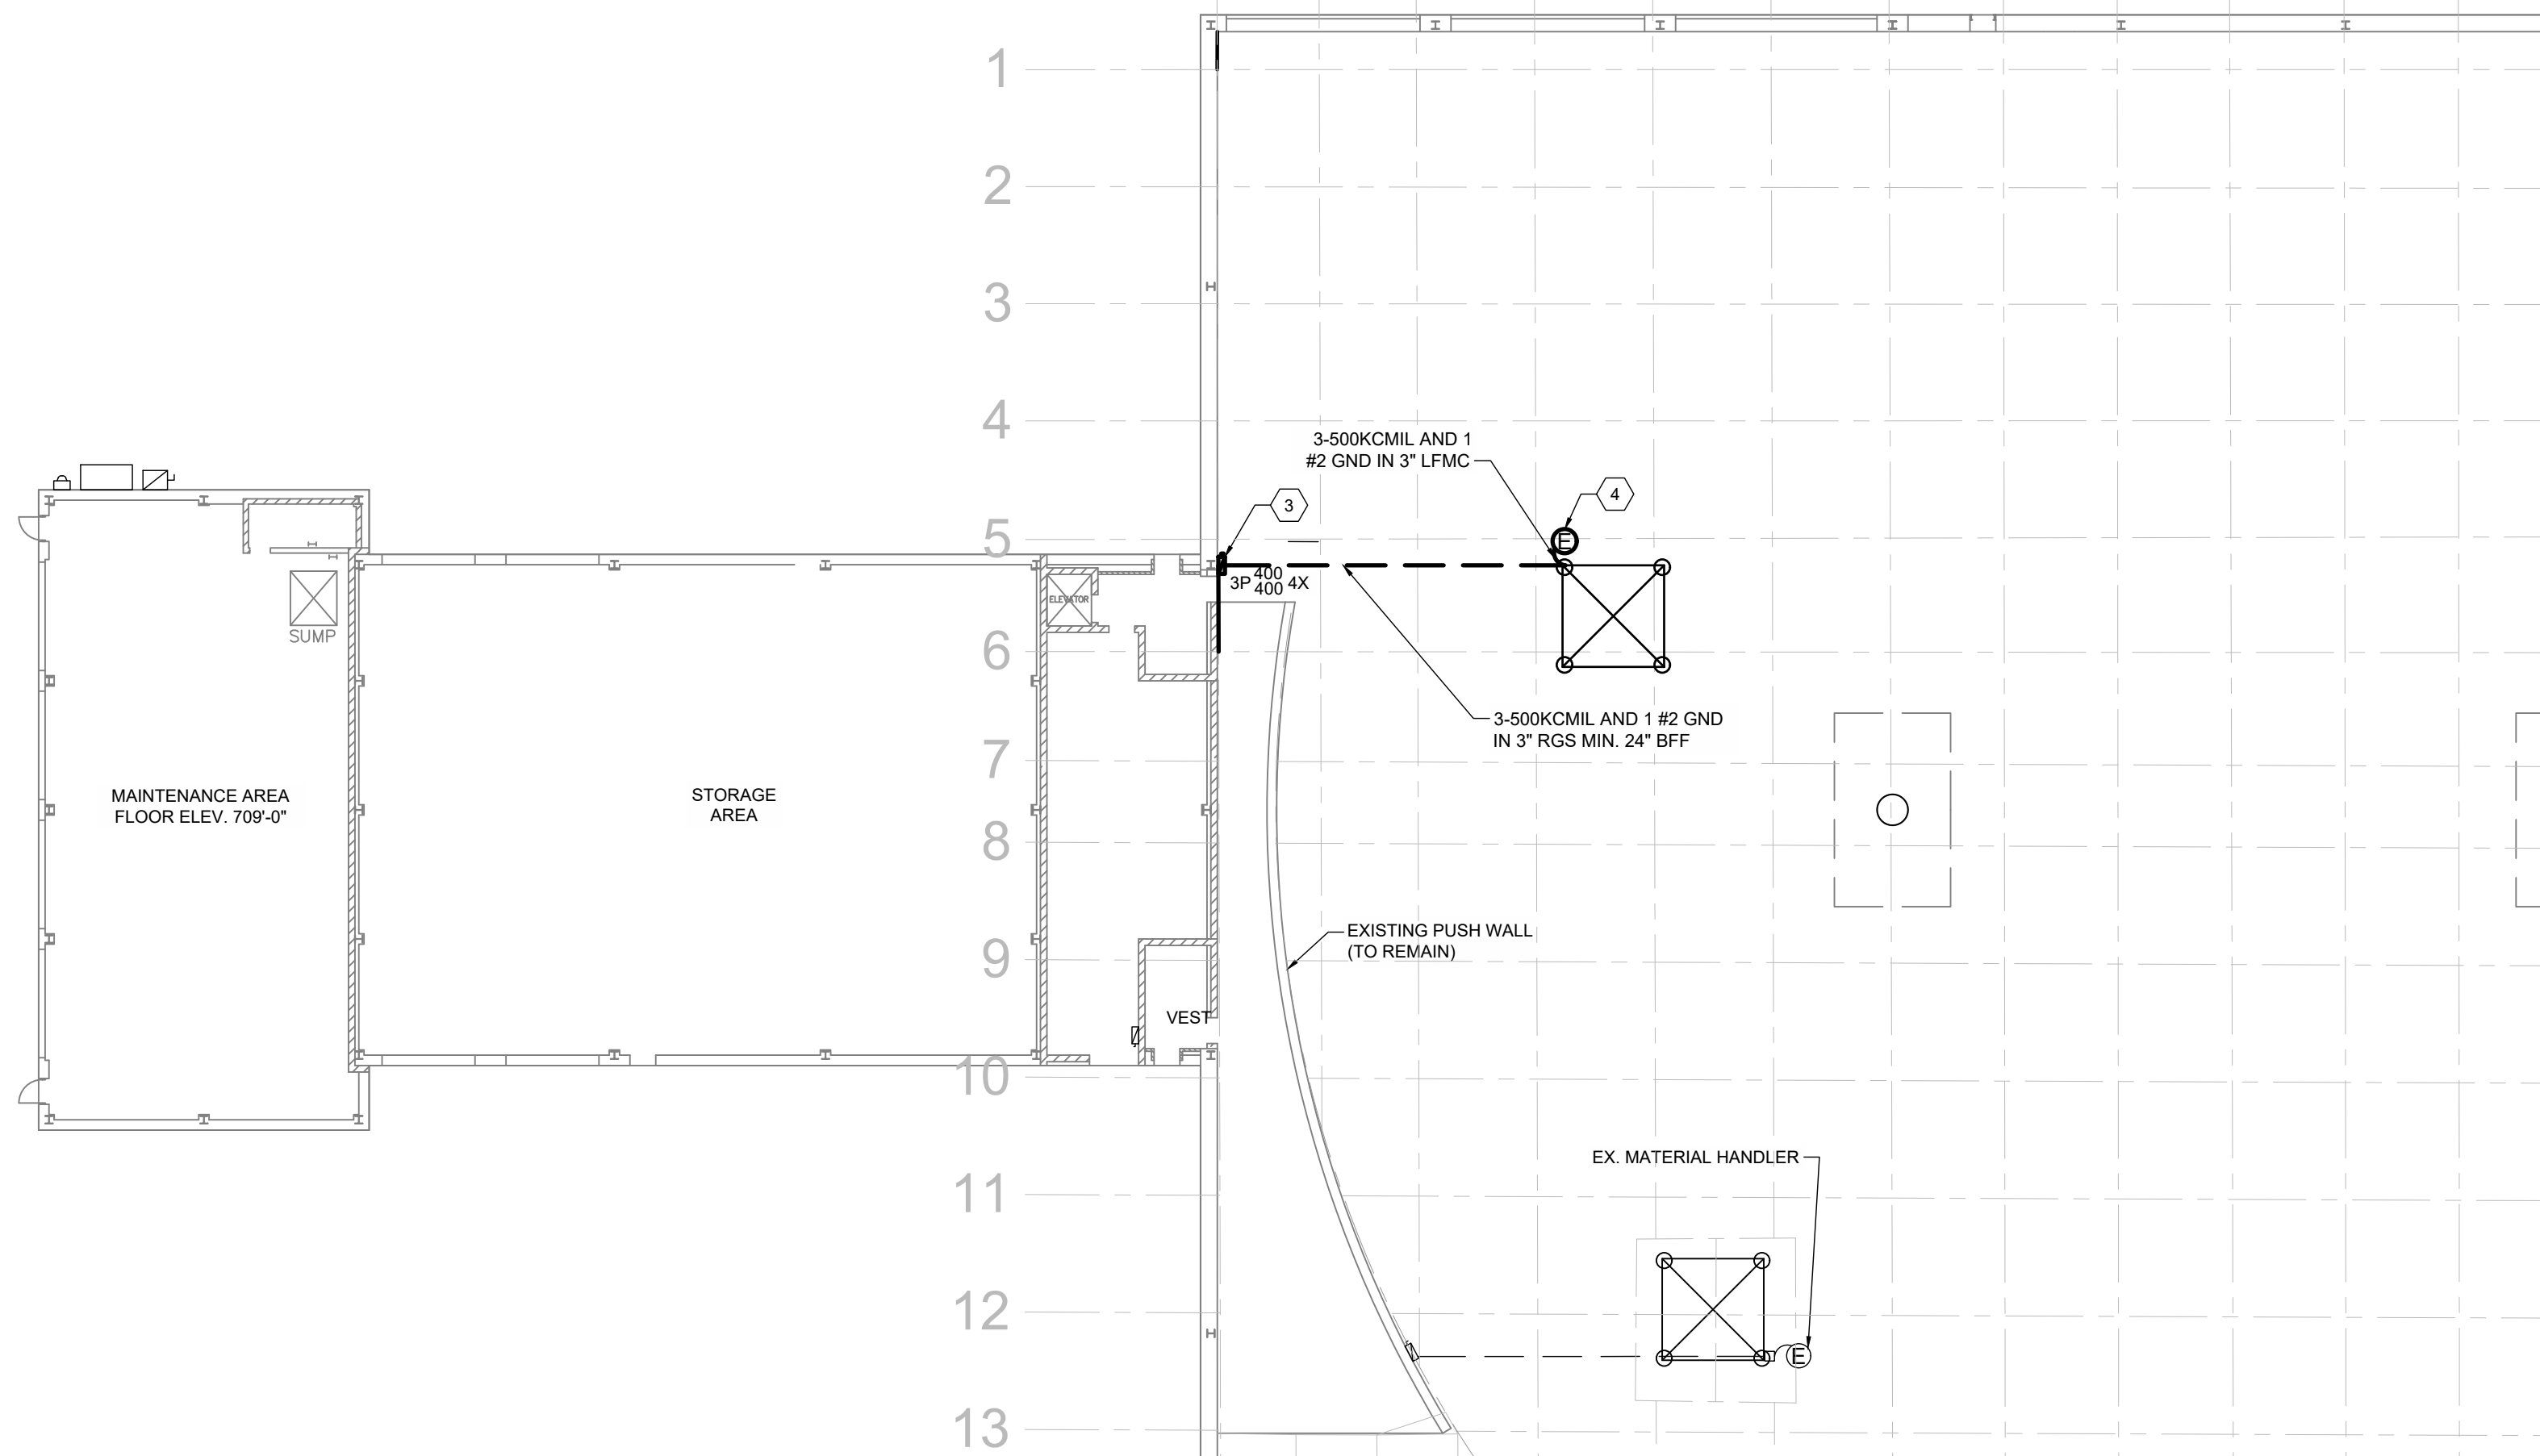 1
2
3
4
3-500KCMIL AND 1
#2 GND IN 3" LFMC
4
3
5
E
3P 400 4X
400
ELEVATOR
SUMP
6
3-500KCMIL AND 1 #2 GND
IN 3" RGS MIN. 24" BFF
7
MAINTENANCE AREA
FLOOR ELEV. 709'-0"
STORAGE
AREA
8
EXISTING PUSH WALL
(TO REMAIN)
9
VEST
10
EX. MATERIAL HANDLER
11
12
E
13